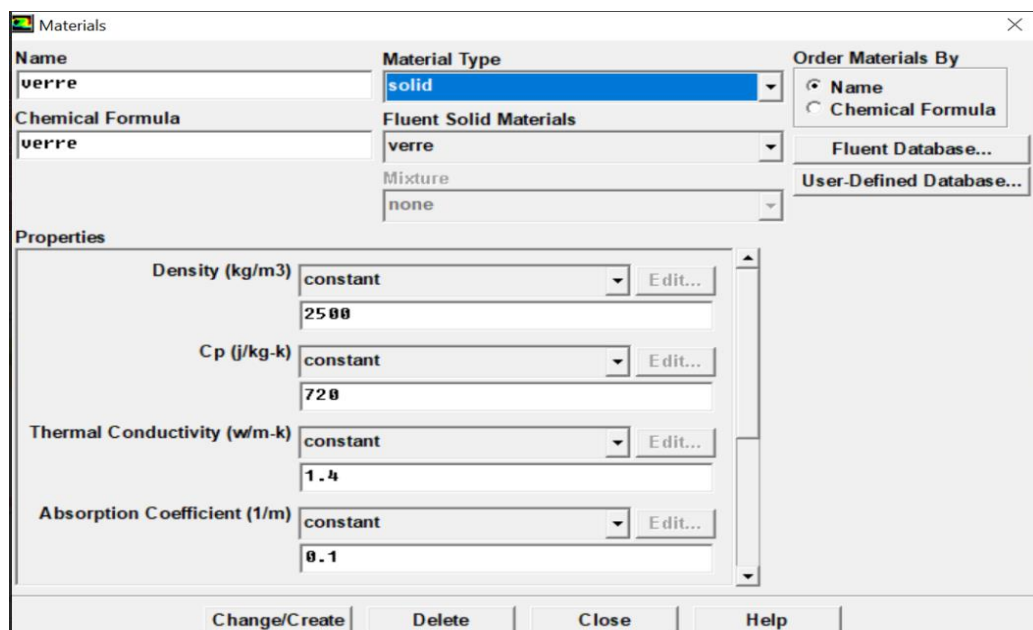 Materials
Name
verre
Chemical Formula
verre
Material Type
solid
Fluent Solid Materials
verre
Mixture
none
Order Materials By
Name
Chemical Formula
Fluent Database...
User-Defined Database...
Properties
Density (kg/m3) constant Edit...
2500
Cp (j/kg-k) constant Edit...
720
Thermal Conductivity (w/m-k) constant Edit...
1.4
Absorption Coefficient (1/m) constant Edit...
0.1
Change/Create Delete Close Help